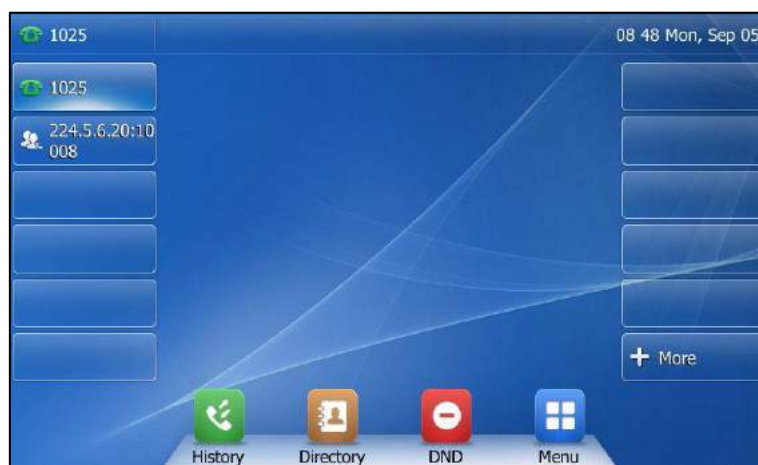 1025
08 48 Mon, Sep 05
1025
224.5.6.20:10
008
More
History
Directory
DND
Menu